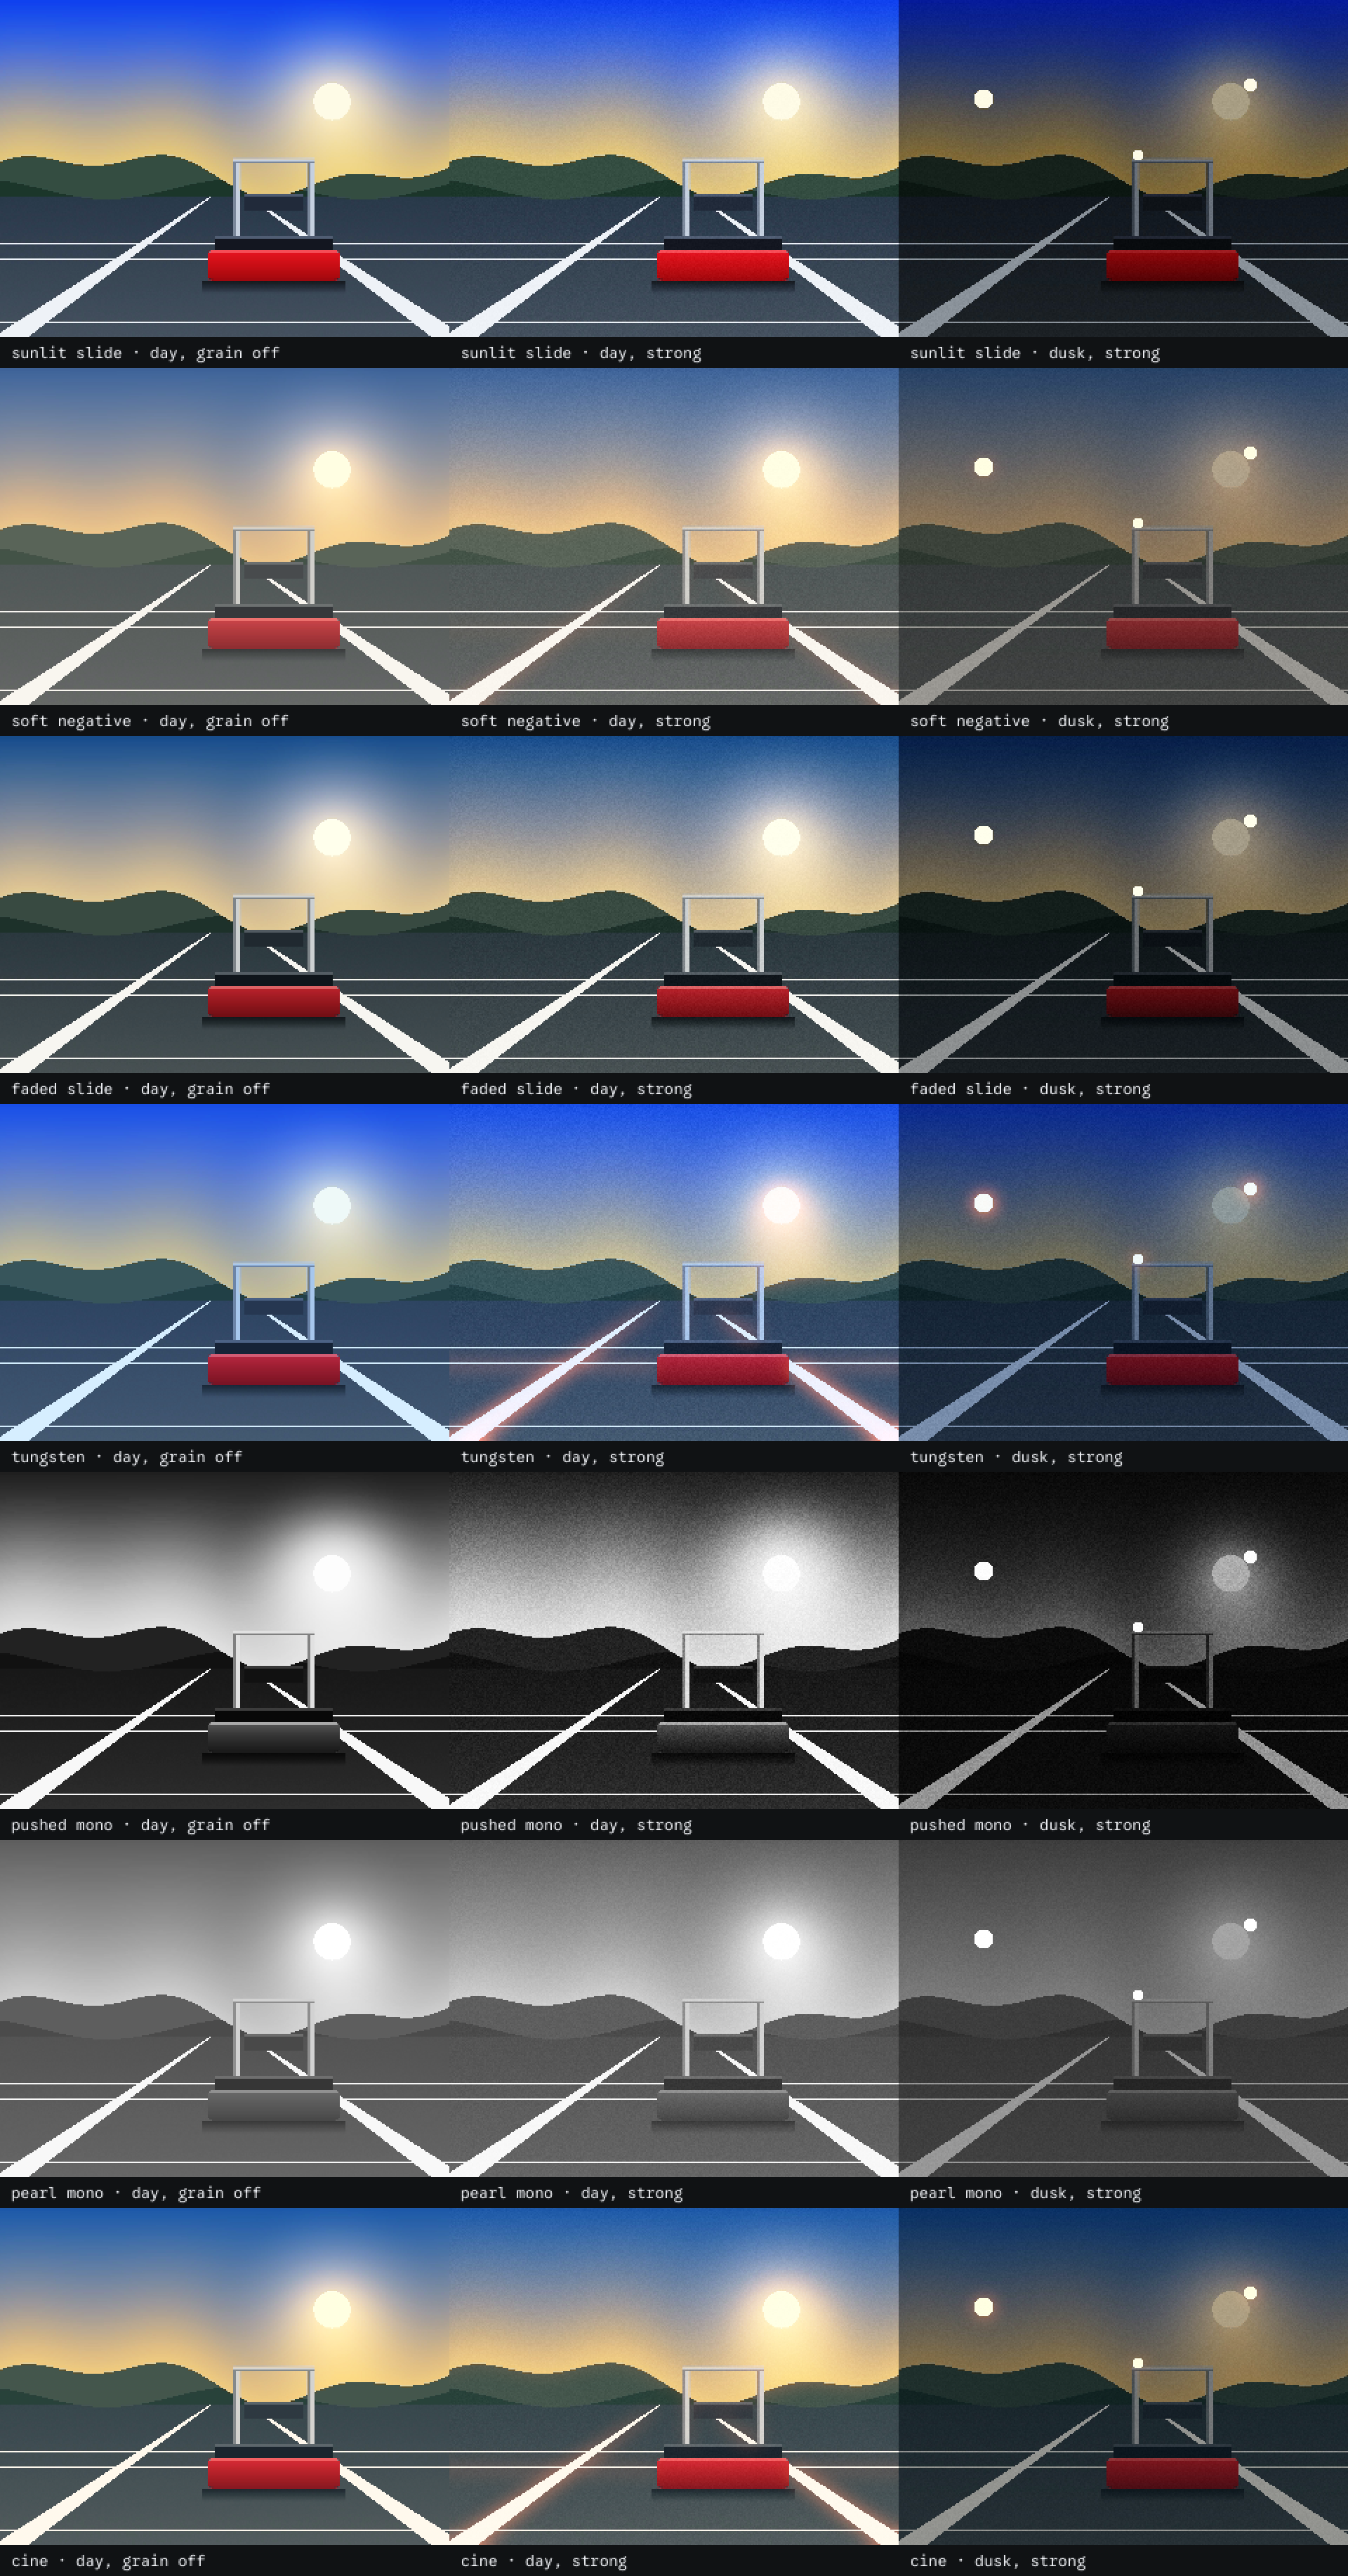 sunlit slide · day, grain off
sunlit slide · day, strong
sunlit slide · dusk, strong
soft negative · day, grain off
soft negative · day, strong
soft negative · dusk, strong
faded slide · day, grain off
faded slide · day, strong
faded slide · dusk, strong
tungsten · day, grain off
tungsten · day, strong
tungsten · dusk, strong
pushed mono · day, grain off
pushed mono · day, strong
pushed mono · dusk, strong
pearl mono · day, grain off
pearl mono · day, strong
pearl mono · dusk, strong
cine · day, grain off
cine · day, strong
cine · dusk, strong